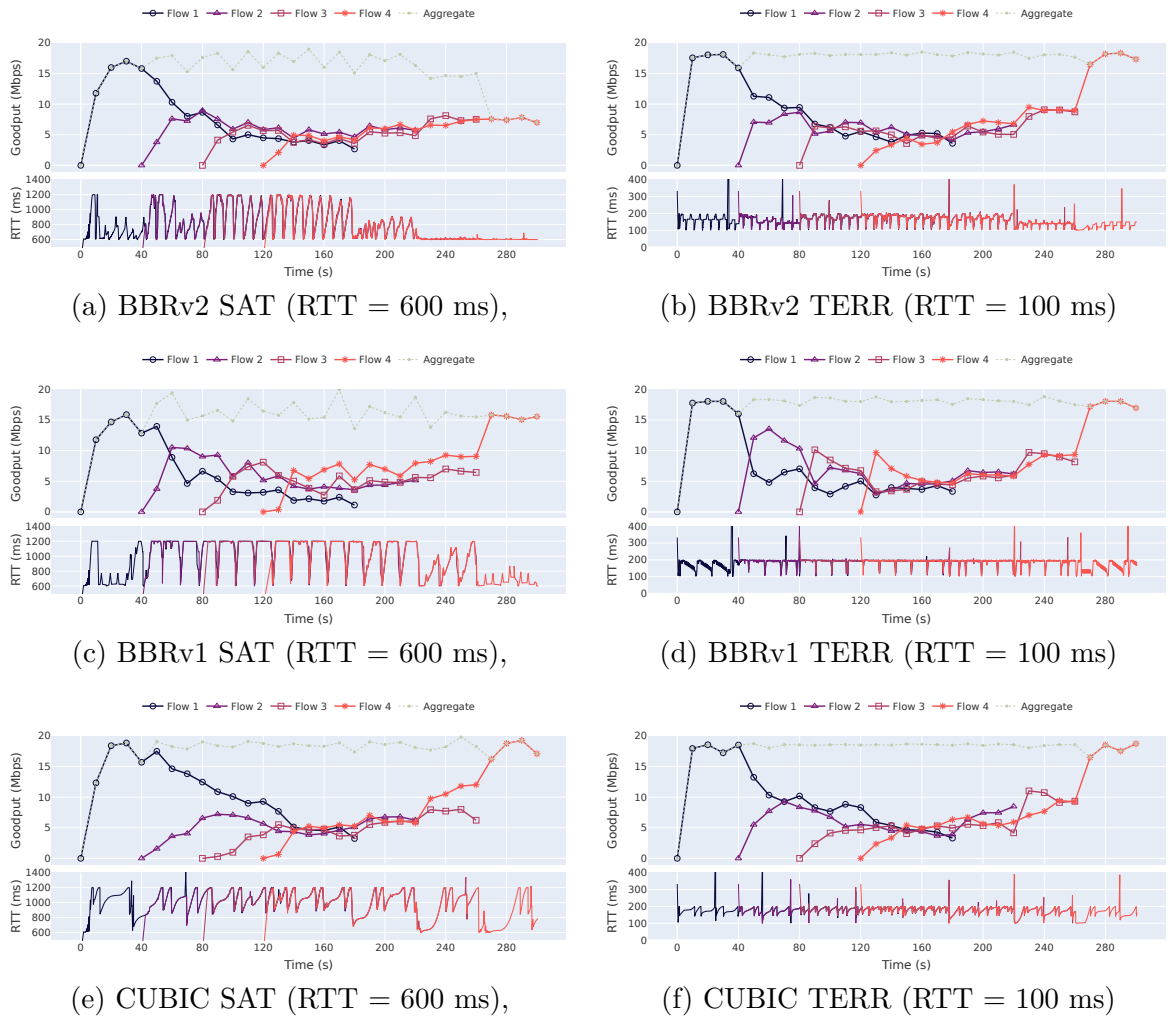 Flow 1 Flow 2 Flow 3 Flow 4 Aggregate
20
15
10
5
0
Goodput (Mbps)
1400
1200
1000
800
600
RTT (ms)
0 40 80 120 160 200 240 280
Time (s)
(a) BBRv2 SAT (RTT = 600 ms),
Flow 1 Flow 2 Flow 3 Flow 4 Aggregate
20
15
10
5
0
Goodput (Mbps)
400
300
200
100
0
RTT (ms)
0 40 80 120 160 200 240 280
Time (s)
(b) BBRv2 TERR (RTT = 100 ms)
Flow 1 Flow 2 Flow 3 Flow 4 Aggregate
20
15
10
5
0
Goodput (Mbps)
1400
1200
1000
800
600
RTT (ms)
0 40 80 120 160 200 240 280
Time (s)
(c) BBRv1 SAT (RTT = 600 ms),
Flow 1 Flow 2 Flow 3 Flow 4 Aggregate
20
15
10
5
0
Goodput (Mbps)
400
300
200
100
0
RTT (ms)
0 40 80 120 160 200 240 280
Time (s)
(d) BBRv1 TERR (RTT = 100 ms)
Flow 1 Flow 2 Flow 3 Flow 4 Aggregate
20
15
10
5
0
Goodput (Mbps)
1400
1200
1000
800
600
RTT (ms)
0 40 80 120 160 200 240 280
Time (s)
(e) CUBIC SAT (RTT = 600 ms),
Flow 1 Flow 2 Flow 3 Flow 4 Aggregate
20
15
10
5
0
Goodput (Mbps)
400
300
200
100
0
RTT (ms)
0 40 80 120 160 200 240 280
Time (s)
(f) CUBIC TERR (RTT = 100 ms)